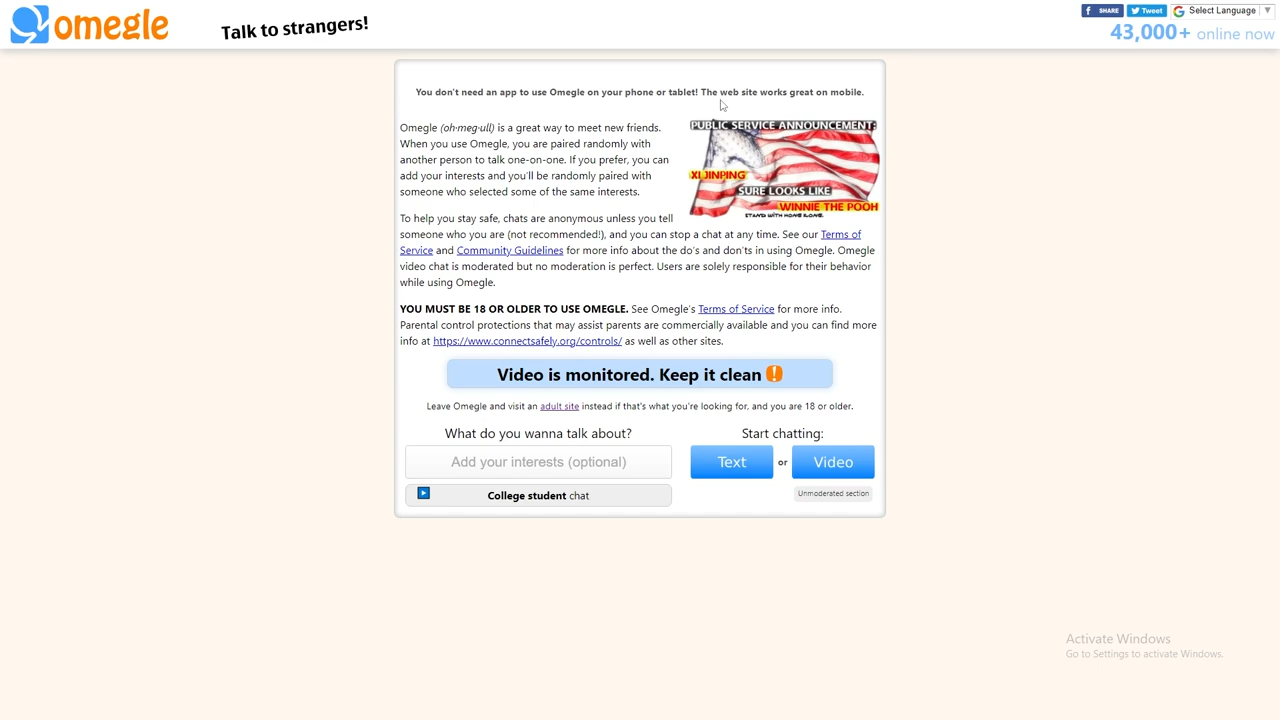 omegle
Talk to strangers!
SHARE
Tweet
Select Language
43,000+ online now
You don't need an app to use Omegle on your phone or tablet! The web site works great on mobile.
Omegle (oh·meg·ull) is a great way to meet new friends.
When you use Omegle, you are paired randomly with
another person to talk one-on-one. If you prefer, you can
add your interests and you'll be randomly paired with
someone who selected some of the same interests.
PUBLIC SERVICE ANNOUNCEMENT:
XI JINPING
SURE LOOKS LIKE
WINNIE THE POOH
STAND WITH HONG KONG.
To help you stay safe, chats are anonymous unless you tell
someone who you are (not recommended!), and you can stop a chat at any time. See our Terms of
Service and Community Guidelines for more info about the do's and don'ts in using Omegle. Omegle
video chat is moderated but no moderation is perfect. Users are solely responsible for their behavior
while using Omegle.
YOU MUST BE 18 OR OLDER TO USE OMEGLE. See Omegle's Terms of Service for more info.
Parental control protections that may assist parents are commercially available and you can find more
info at https://www.connectsafely.org/controls/ as well as other sites.
Video is monitored. Keep it clean !
Leave Omegle and visit an adult site instead if that's what you're looking for, and you are 18 or older.
What do you wanna talk about?
Start chatting:
Add your interests (optional)
Text or Video
College student chat
Unmoderated section
Activate Windows
Go to Settings to activate Windows.